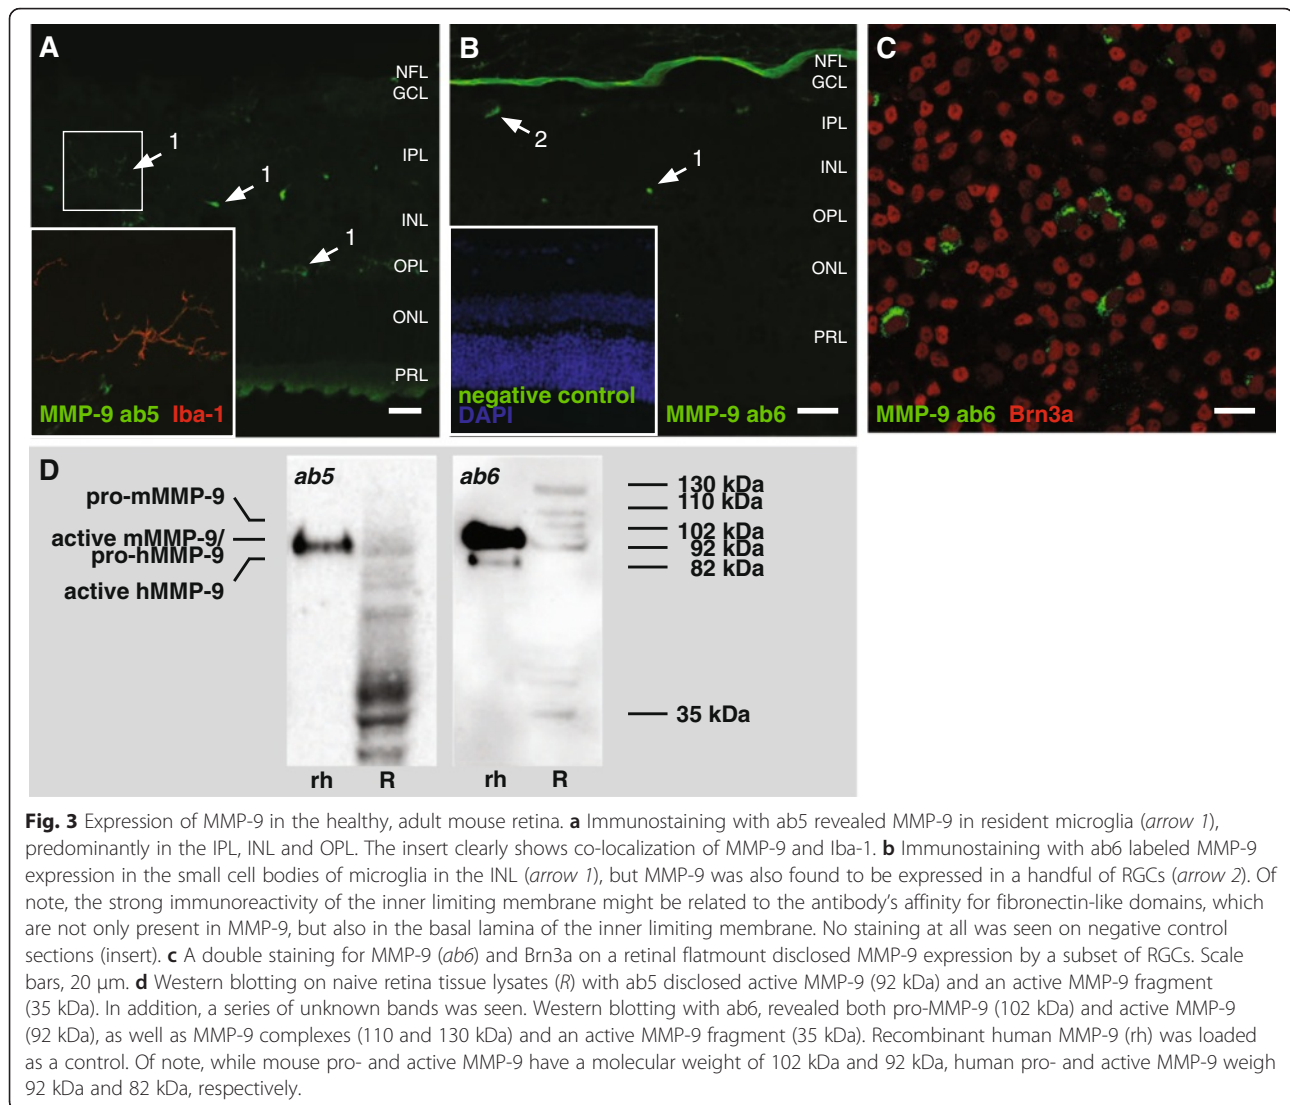 A
NFL
GCL
1
IPL
1
INL
1
OPL
ONL
PRL
MMP-9 ab5 Iba-1
B
NFL
GCL
2
IPL
1
INL
OPL
ONL
PRL
negative control
DAPI
MMP-9 ab6
C
MMP-9 ab6 Brn3a
D
pro-mMMP-9
active mMMP-9/
pro-hMMP-9
active hMMP-9
ab5
ab6
130 kDa
110 kDa
102 kDa
92 kDa
82 kDa
35 kDa
rh
R
rh
R
Fig. 3 Expression of MMP-9 in the healthy, adult mouse retina. a Immunostaining with ab5 revealed MMP-9 in resident microglia (arrow 1),
predominantly in the IPL, INL and OPL. The insert clearly shows co-localization of MMP-9 and Iba-1. b Immunostaining with ab6 labeled MMP-9
expression in the small cell bodies of microglia in the INL (arrow 1), but MMP-9 was also found to be expressed in a handful of RGCs (arrow 2). Of
note, the strong immunoreactivity of the inner limiting membrane might be related to the antibody's affinity for fibronectin-like domains, which
are not only present in MMP-9, but also in the basal lamina of the inner limiting membrane. No staining at all was seen on negative control
sections (insert). c A double staining for MMP-9 (ab6) and Brn3a on a retinal flatmount disclosed MMP-9 expression by a subset of RGCs. Scale
bars, 20 μm. d Western blotting on naive retina tissue lysates (R) with ab5 disclosed active MMP-9 (92 kDa) and an active MMP-9 fragment
(35 kDa). In addition, a series of unknown bands was seen. Western blotting with ab6, revealed both pro-MMP-9 (102 kDa) and active MMP-9
(92 kDa), as well as MMP-9 complexes (110 and 130 kDa) and an active MMP-9 fragment (35 kDa). Recombinant human MMP-9 (rh) was loaded
as a control. Of note, while mouse pro- and active MMP-9 have a molecular weight of 102 kDa and 92 kDa, human pro- and active MMP-9 weigh
92 kDa and 82 kDa, respectively.